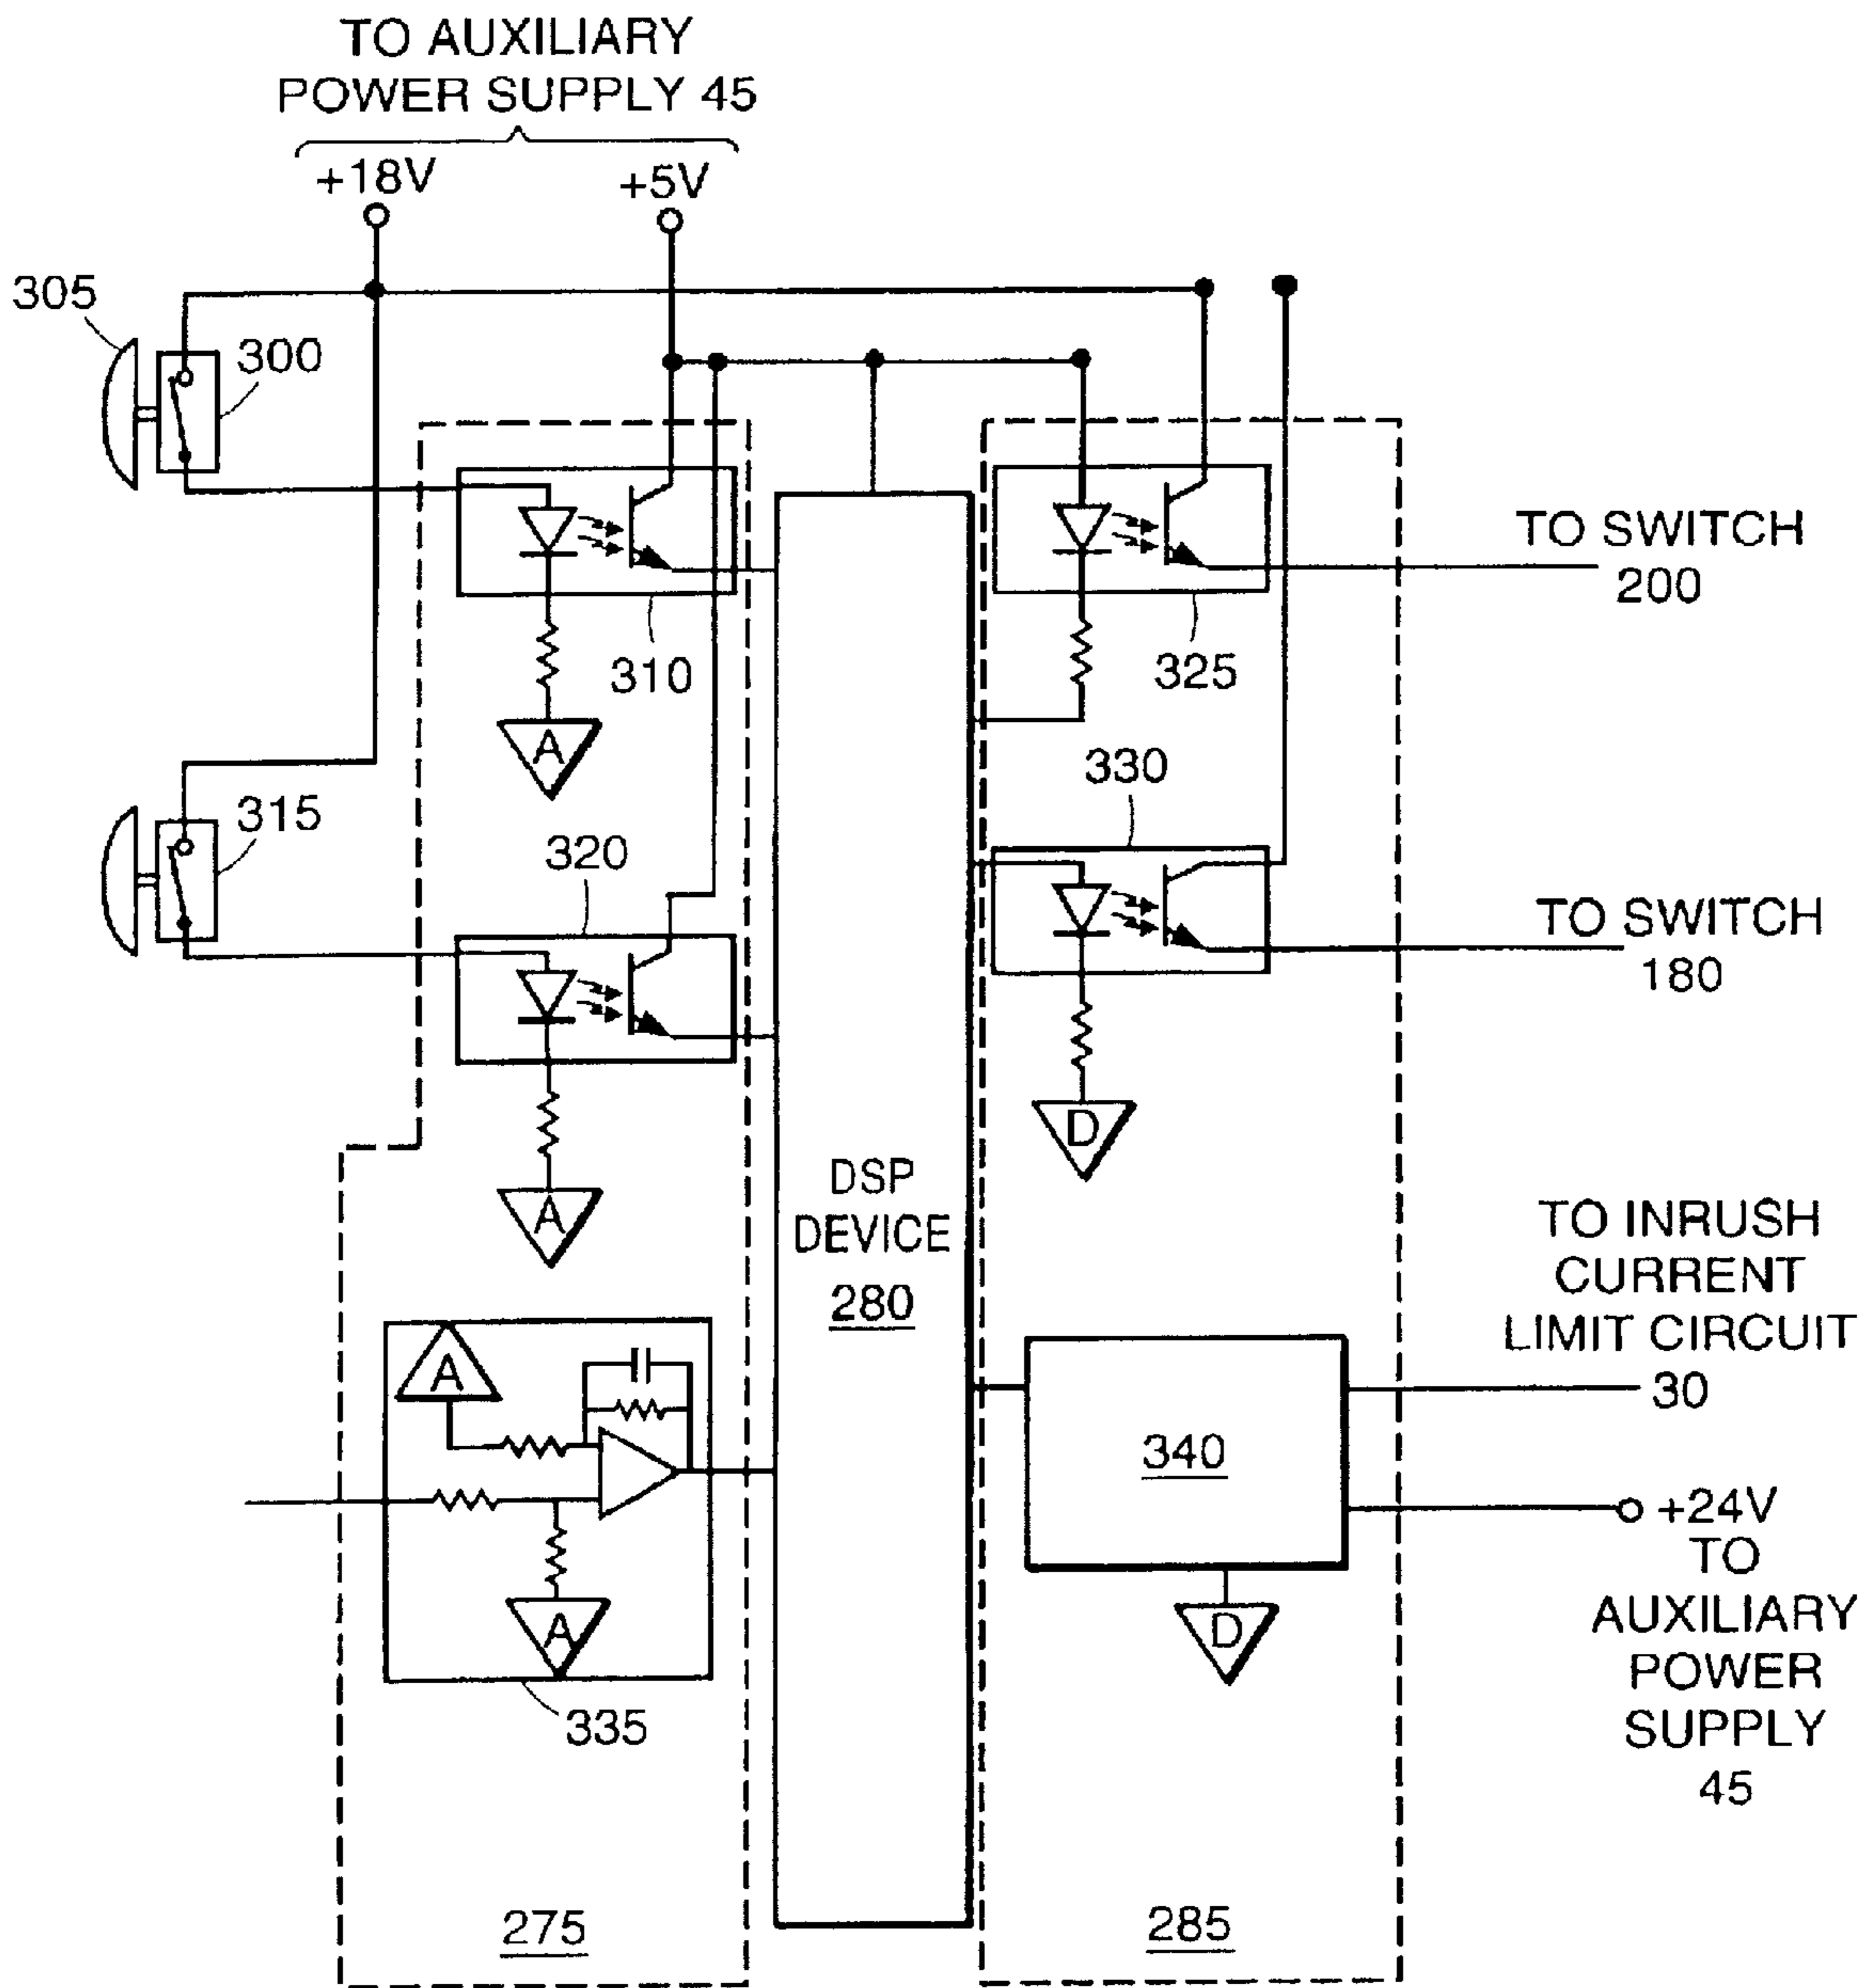 TO AUXILIARY
POWER SUPPLY 45
+18V
+5V
305
300
310
325
TO SWITCH
200
A
315
320
330
TO SWITCH
180
A
D
DSP
DEVICE
280
TO INRUSH
CURRENT
LIMIT CIRCUIT
30
A
340
+24V
TO
AUXILIARY
POWER
SUPPLY
45
A
D
335
275
285